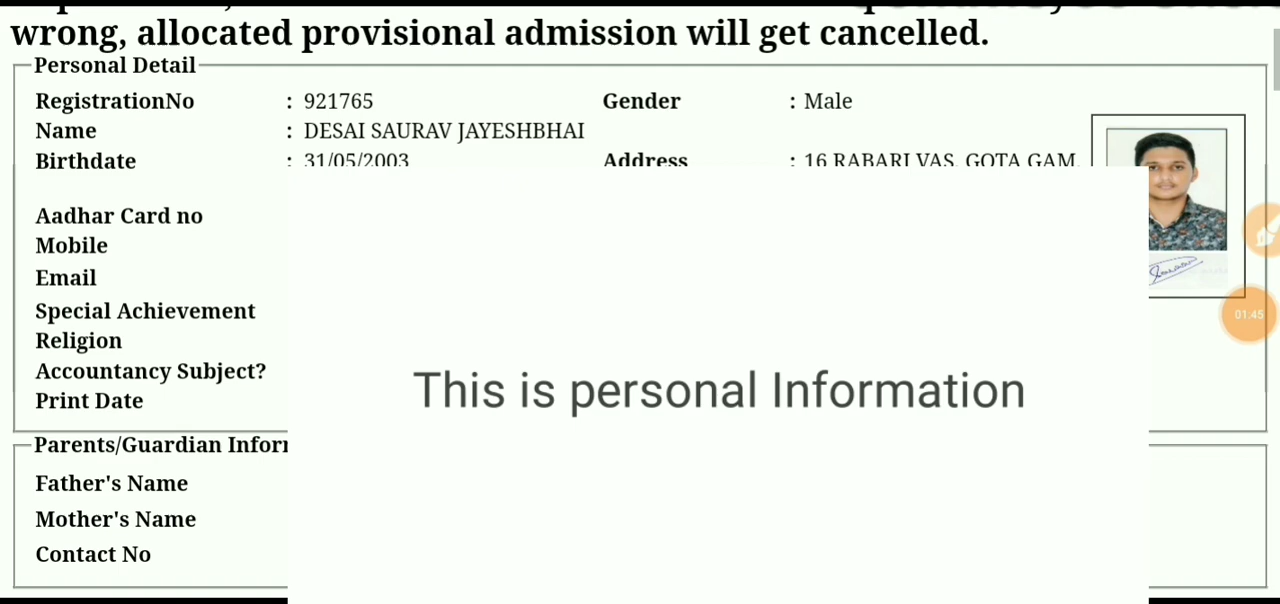 wrong, allocated provisional admission will get cancelled.
Personal Detail
RegistrationNo : 921765 Gender : Male
Name : DESAI SAURAV JAYESHBHAI
Birthdate : 31/05/2003 Address : 16 RABARI VAS, GOTA GAM,
Aadhar Card no
Mobile
Email
Special Achievement
01:45
Religion
Accountancy Subject?
This is personal Information
Print Date
Parents/Guardian Infor
Father's Name
Mother's Name
Contact No